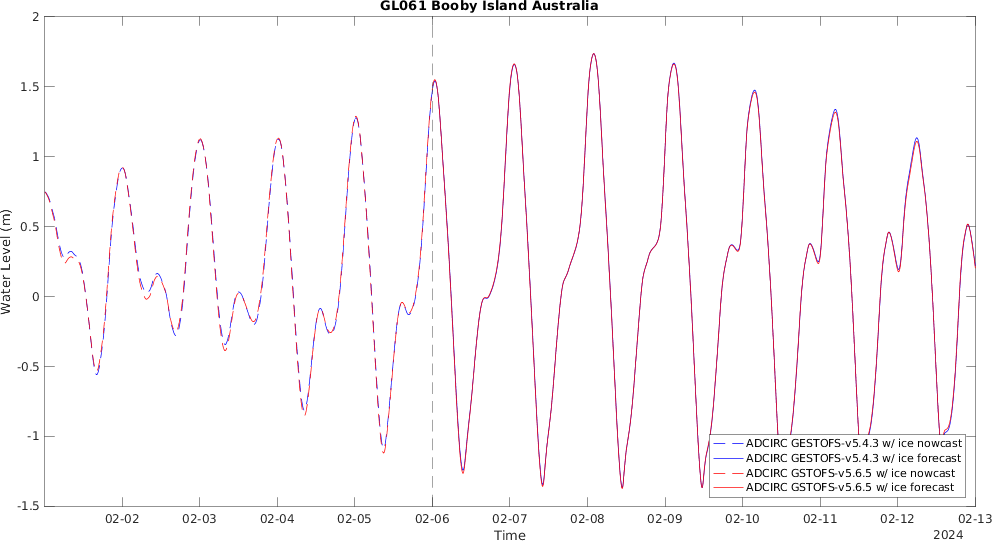 GL061 Booby Island Australia
2
1.5
1
0.5
0
-0.5
-1
-1.5
Water Level (m)
ADCIRC GESTOFS-v5.4.3 w/ ice nowcast
ADCIRC GESTOFS-v5.4.3 w/ ice forecast
ADCIRC GSTOFS-v5.6.5 w/ ice nowcast
ADCIRC GSTOFS-v5.6.5 w/ ice forecast
02-02 02-03 02-04 02-05 02-06 02-07 02-08 02-09 02-10 02-11 02-12 02-13
Time
2024